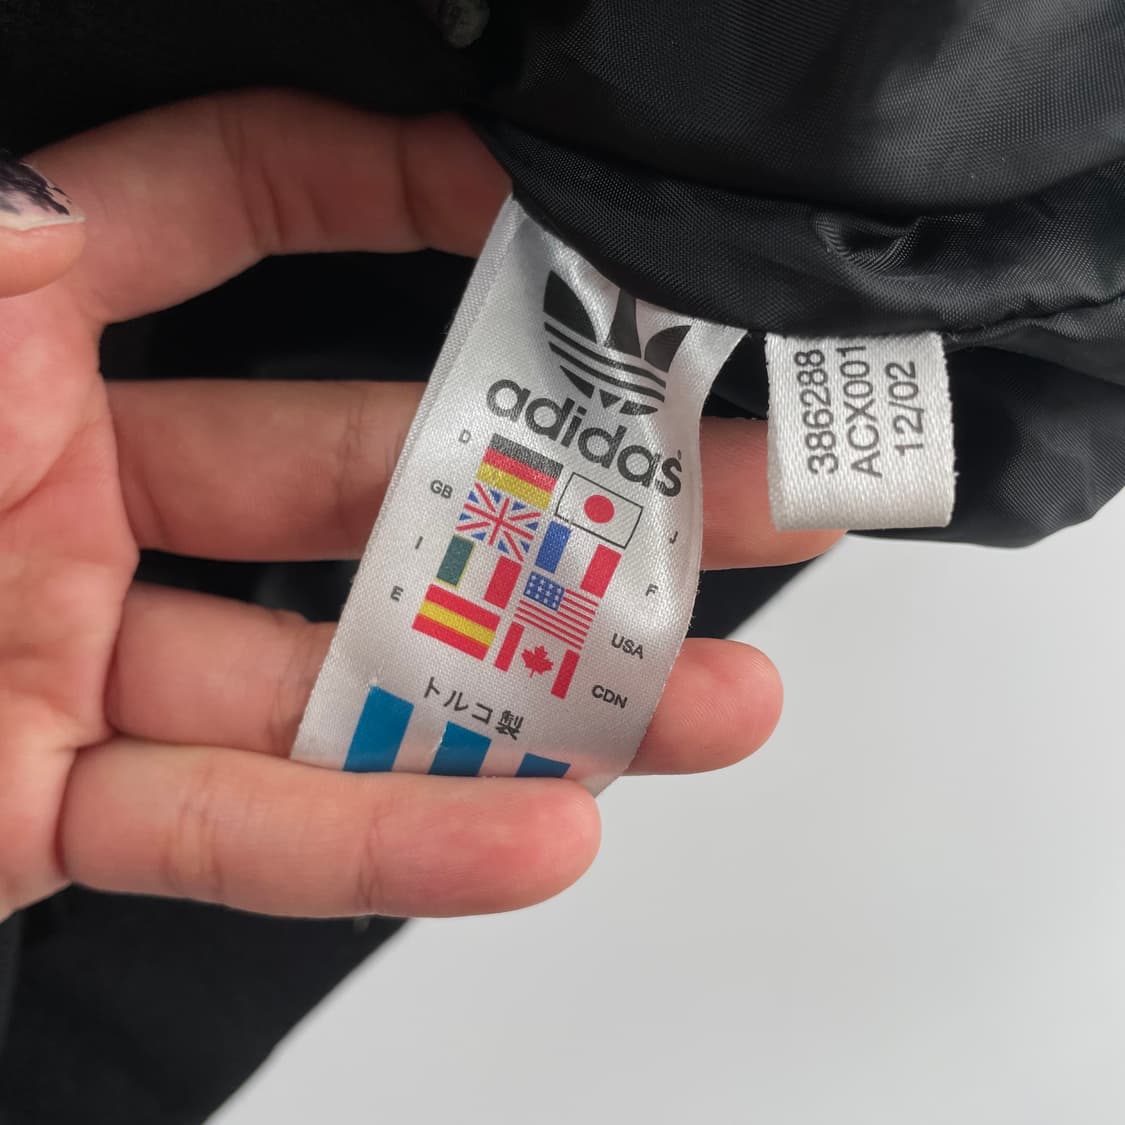 adidas
D
J
GB
F
I
USA
E
CDN
トルコ製
386288
ACX001
12/02